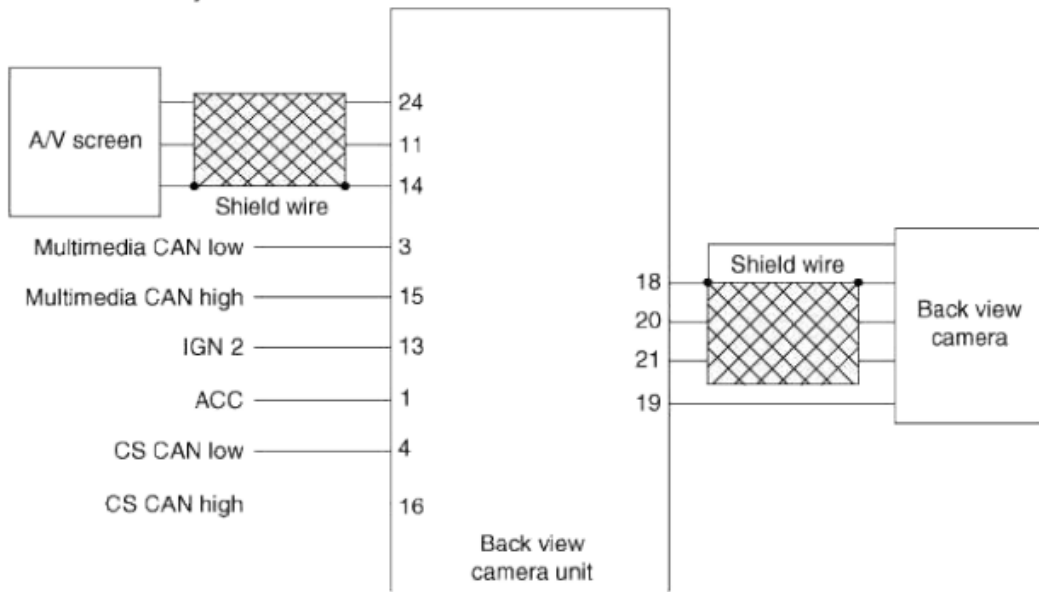 A/V screen
24
11
14
Shield wire
Multimedia CAN low
3
Multimedia CAN high
15
IGN 2
13
ACC
1
CS CAN low
4
CS CAN high
16
Back view
camera unit
Shield wire
18
20
21
19
Back view
camera